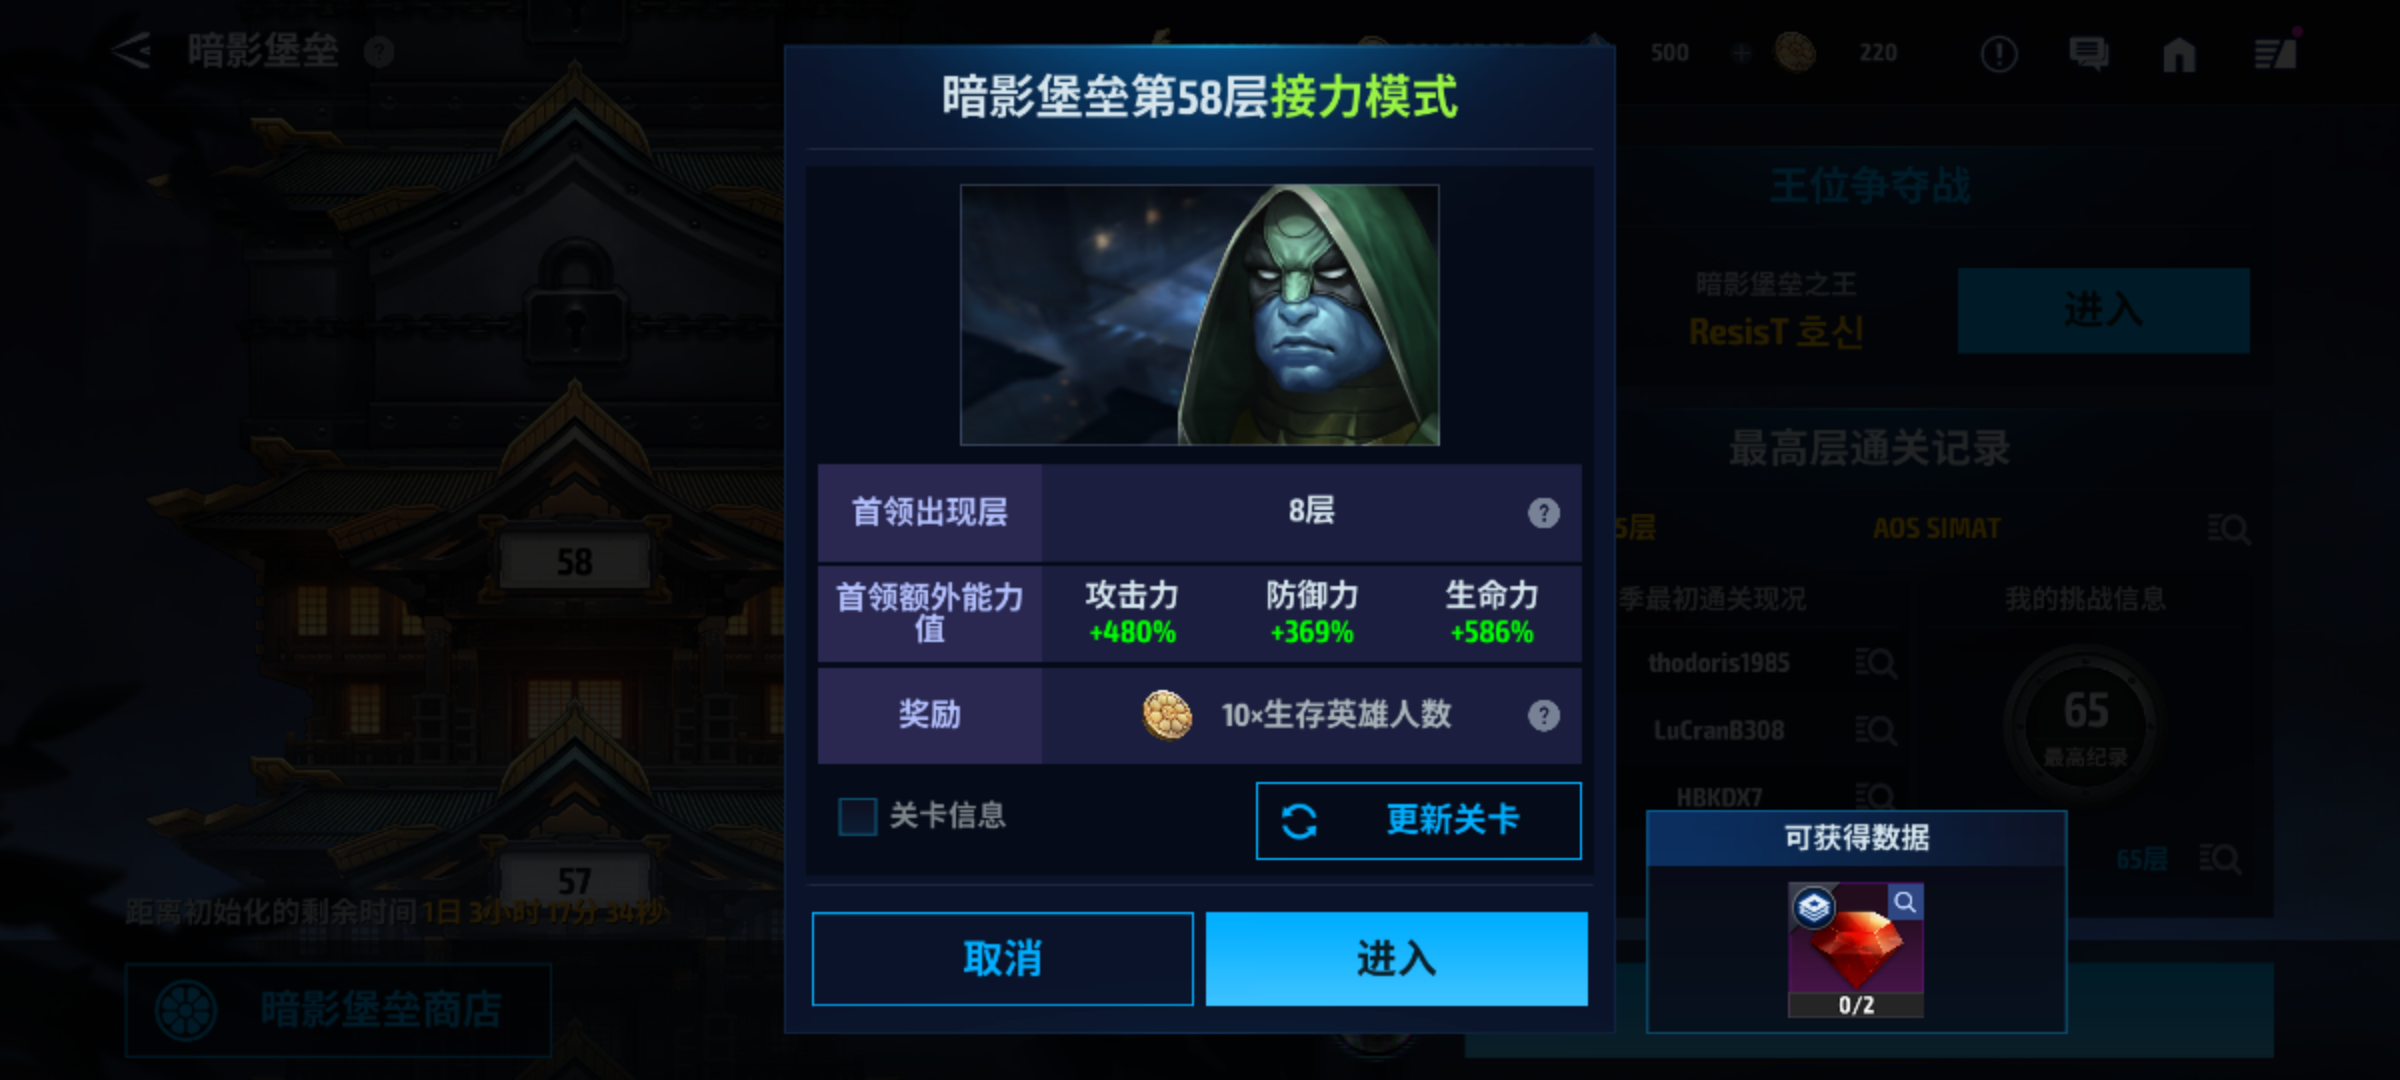 暗影堡垒 ?
500
220
暗影堡垒第58层接力模式
首领出现层 8层 ?
首领额外能力值 攻击力 +480% 防御力 +369% 生命力 +586%
奖励 10×生存英雄人数 ?
关卡信息
更新关卡
取消
进入
58
57
距离初始化的剩余时间 1日 3小时 17分 34秒
暗影堡垒商店
王位争夺战
暗影堡垒之王
ResisT 호신
进入
最高层通关记录
5层 AOS SIMAT
季最初通关现况
我的挑战信息
thodoris1985
LuCranB308
HBKDX7
65
最高纪录
65层
可获得数据
0/2